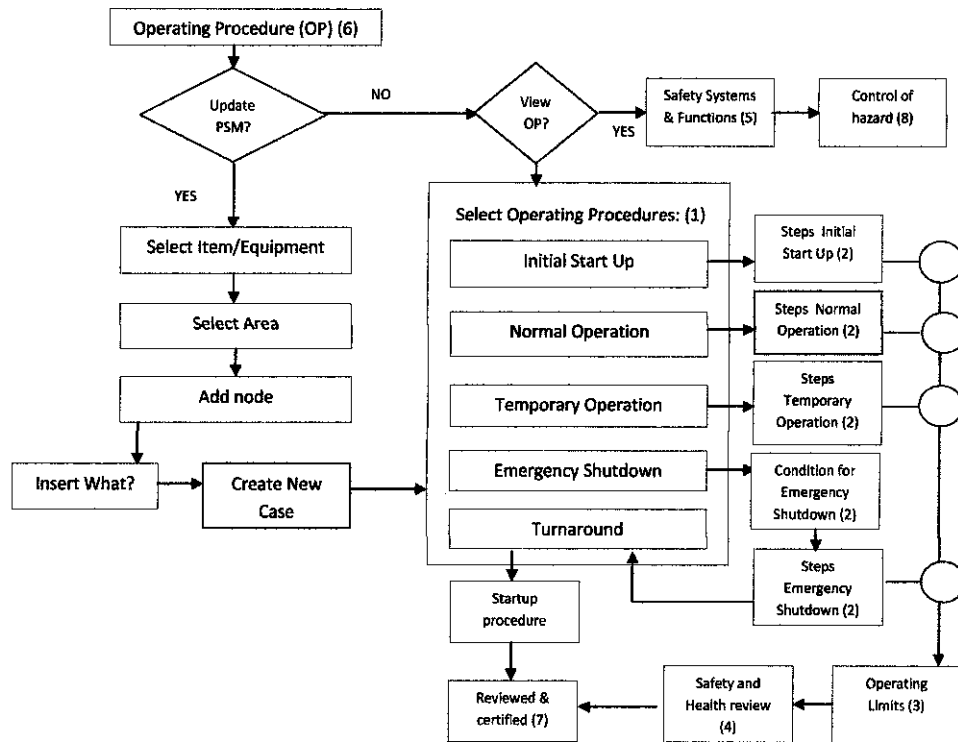 Operating Procedure (OP) (6)
Update
PSM?
NO
View
OP?
YES
Safety Systems
& Functions (5)
Control of
hazard (8)
YES
Select Item/Equipment
Select Area
Add node
Insert What?
Create New
Case
Select Operating Procedures: (1)
Initial Start Up
Normal Operation
Temporary Operation
Emergency Shutdown
Turnaround
Steps Initial
Start Up (2)
Steps Normal
Operation (2)
Steps
Temporary
Operation (2)
Condition for
Emergency
Shutdown (2)
Steps
Emergency
Shutdown (2)
Startup
procedure
Reviewed &
certified (7)
Safety and
Health review
(4)
Operating
Limits (3)